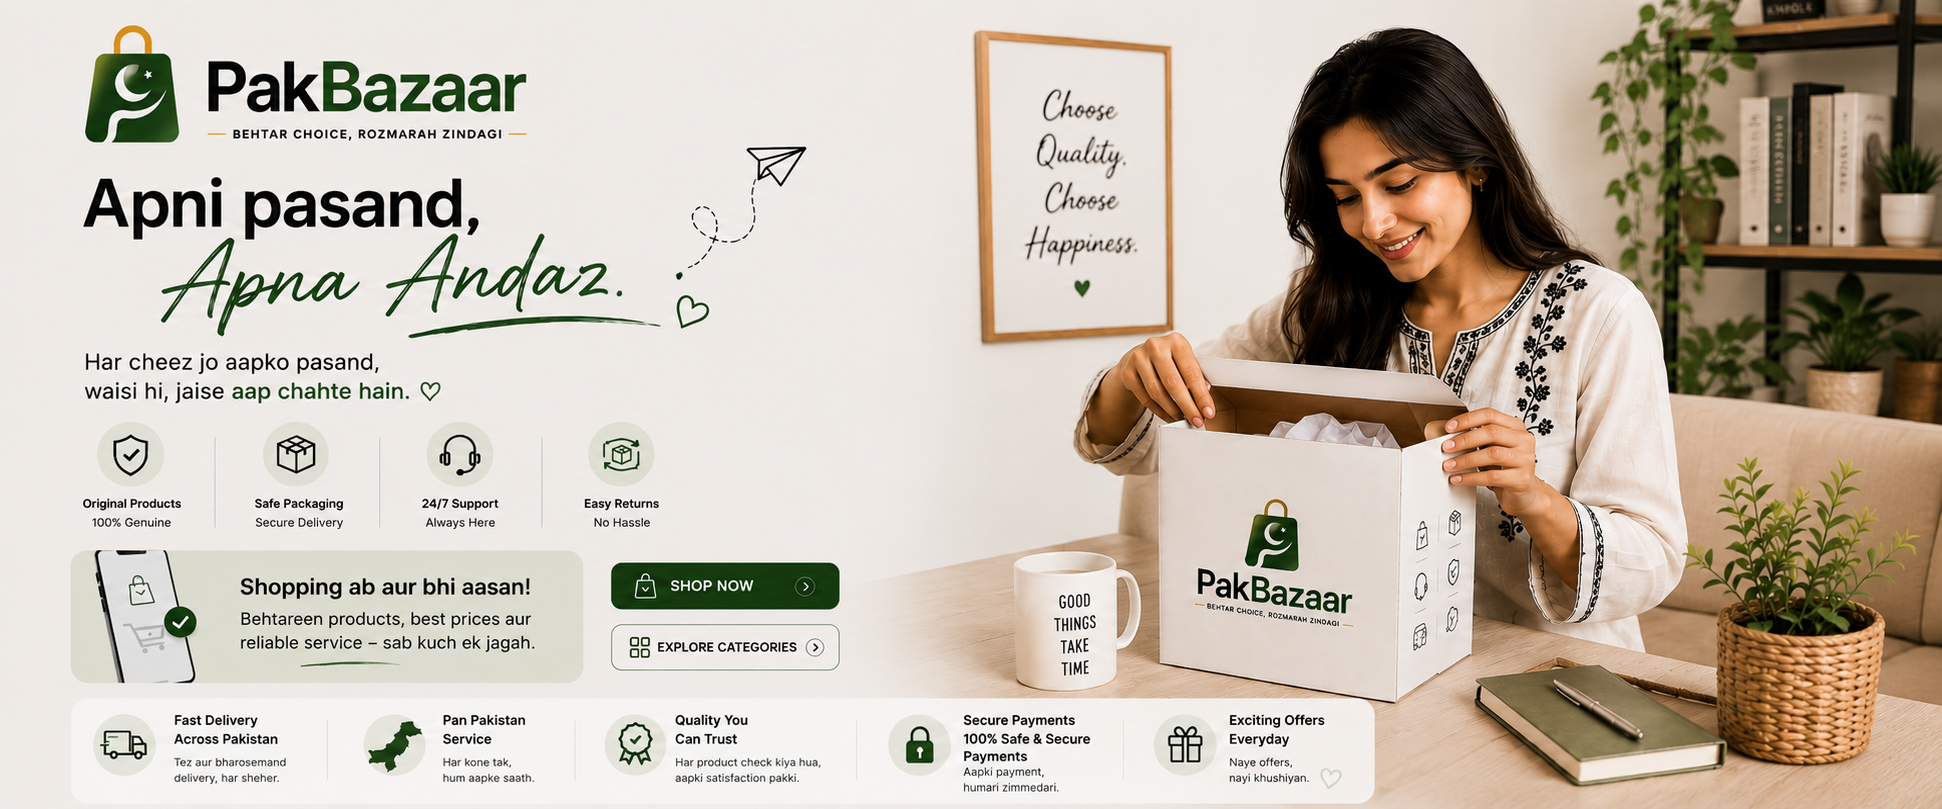 PakBazaar
BEHTAR CHOICE, ROZMARAH ZINDAGI
Apni pasand,
Apna Andaz.
Har cheez jo aapko pasand,
waisi hi, jaise aap chahte hain.
Original Products
100% Genuine
Safe Packaging
Secure Delivery
24/7 Support
Always Here
Easy Returns
No Hassle
Shopping ab aur bhi aasan!
Behtareen products, best prices aur
reliable service – sab kuch ek jagah.
SHOP NOW
EXPLORE CATEGORIES
Fast Delivery
Across Pakistan
Tez aur bharosemand
delivery, har sheher.
Pan Pakistan
Service
Har kone tak,
hum aapke saath.
Quality You
Can Trust
Har product check kiya hua,
aapki satisfaction pakki.
Secure Payments
100% Safe & Secure
Payments
Aapki payment,
humari zimmedari.
Exciting Offers
Everyday
Naye offers,
nayi khushiyan.
Choose
Quality.
Choose
Happiness.
GOOD
THINGS
TAKE
TIME
PakBazaar
BEHTAR CHOICE, ROZMARAH ZINDAGI